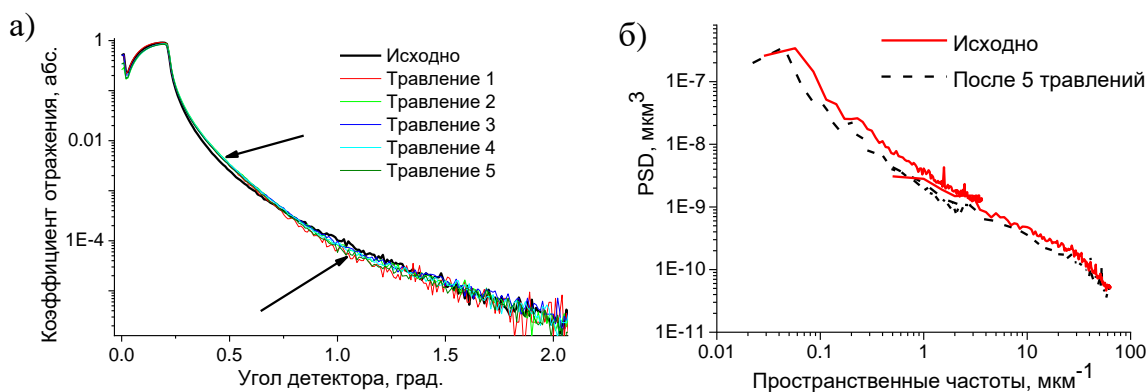 а)
Коэффициент отражения, абс.
1
0.01
1E-4
0.0
0.5
1.0
1.5
2.0
Угол детектора, град.
Исходно
Травление 1
Травление 2
Травление 3
Травление 4
Травление 5
б)
PSD, мкм³
1E-7
1E-8
1E-9
1E-10
1E-11
0.01
0.1
1
10
100
Пространственные частоты, мкм⁻¹
Исходно
После 5 травлений